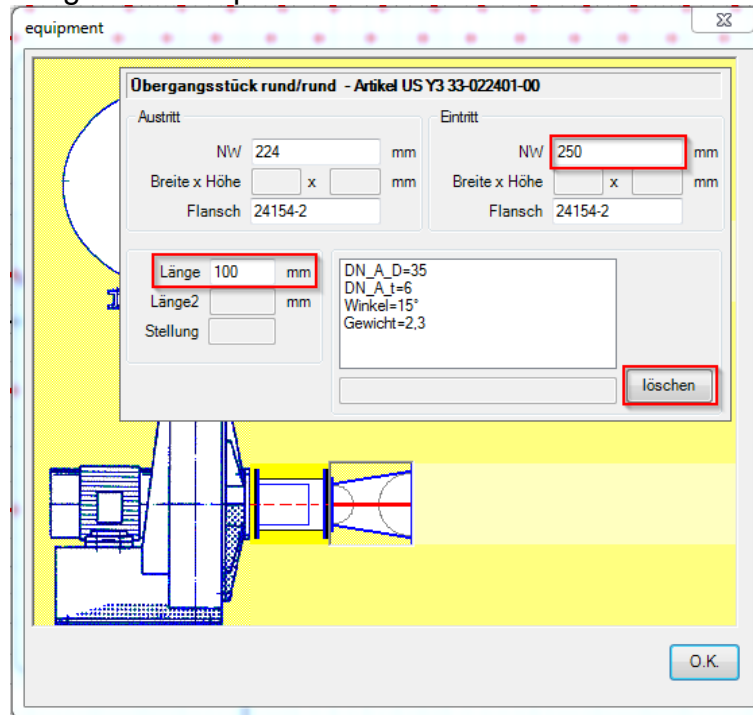 equipment
Übergangsstück rund/rund - Artikel US Y3 33-022401-00
Austritt
NW 224 mm
Breite x Höhe x mm
Flansch 24154-2
Eintritt
NW 250 mm
Breite x Höhe x mm
Flansch 24154-2
Länge 100 mm
Länge2 mm
Stellung
DN_A_D=35
DN_A_t=6
Winkel=15°
Gewicht=2,3
löschen
O.K.